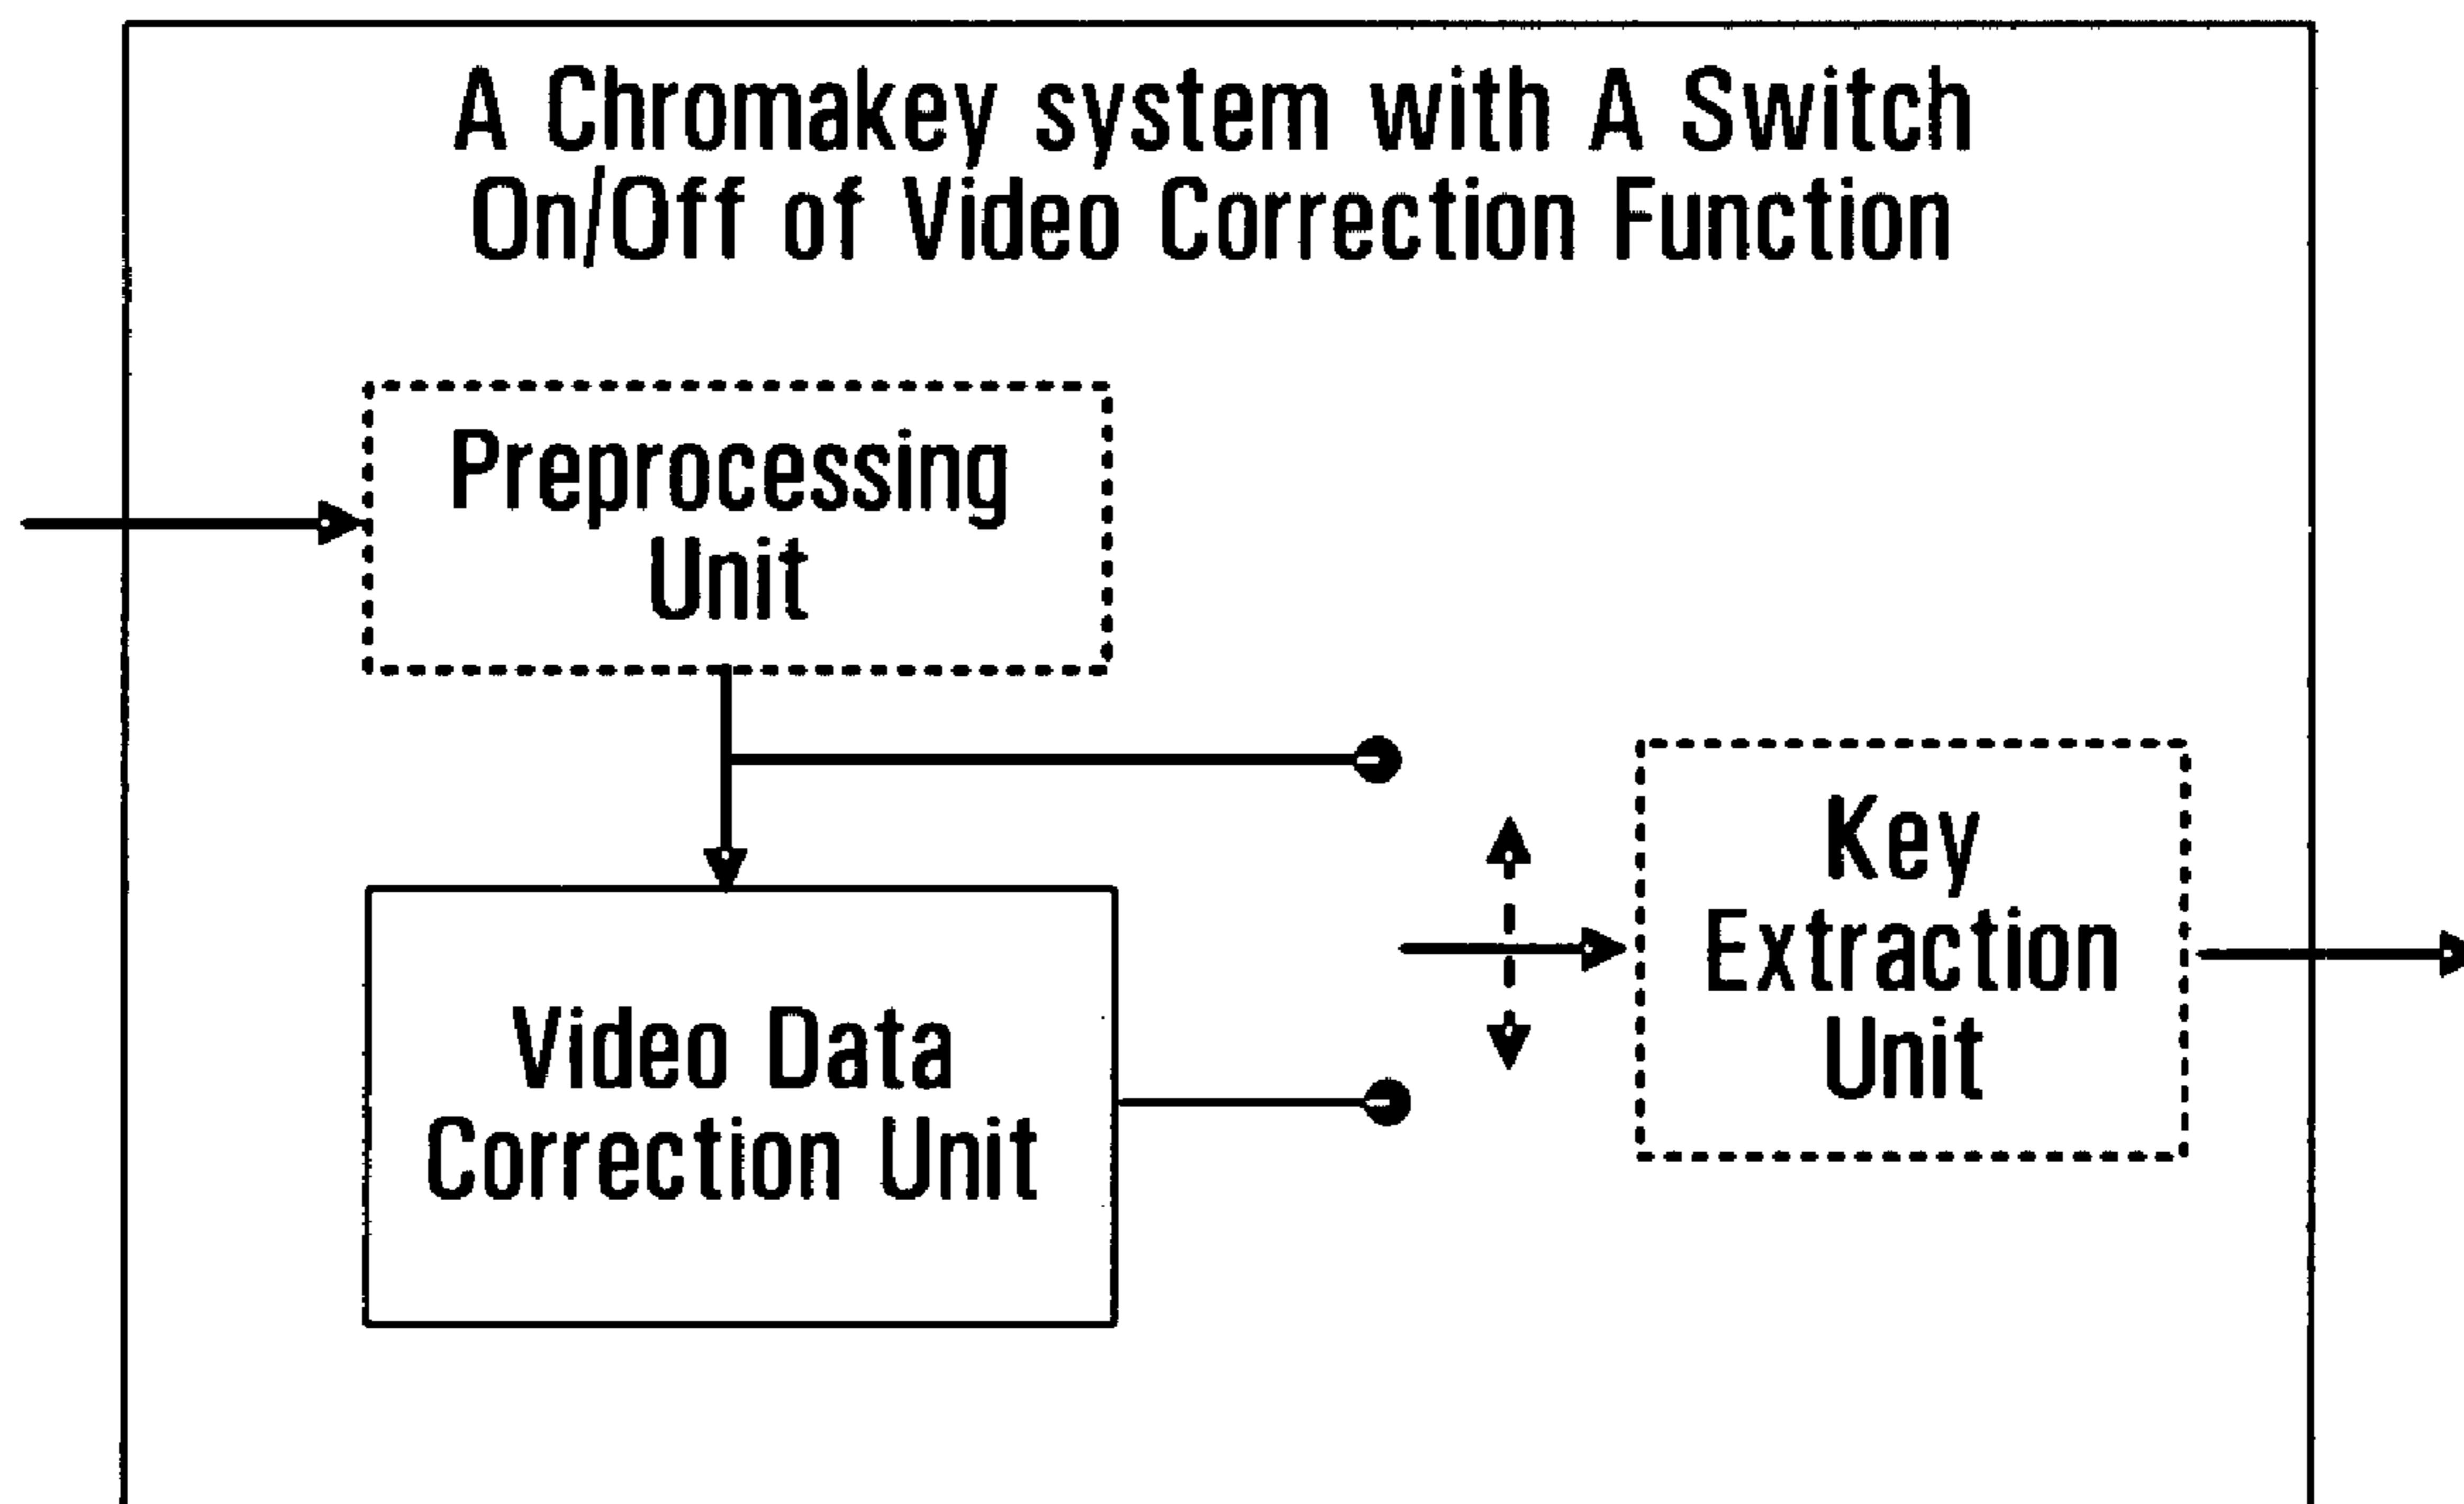 A Chromakey system with A Switch
On/Off of Video Correction Function
Preprocessing
Unit
Key
Extraction
Unit
Video Data
Correction Unit